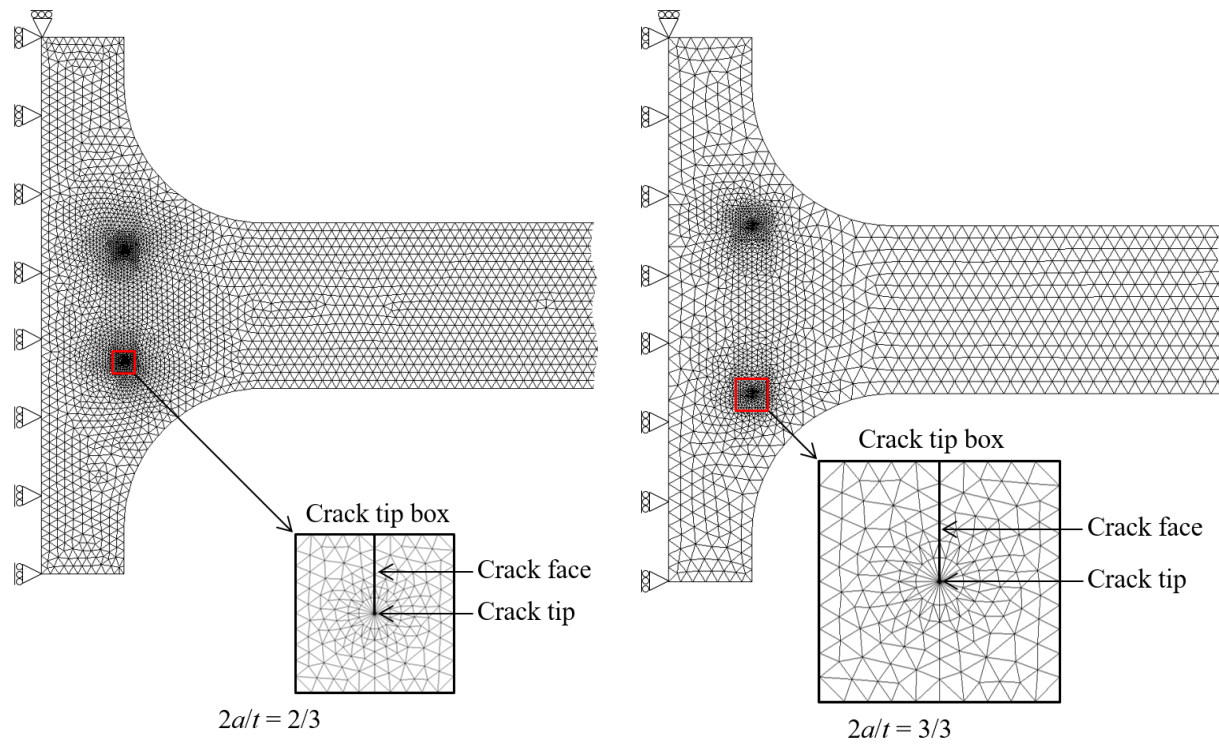 Crack tip box
Crack face
Crack tip
2a/t = 2/3
Crack tip box
Crack face
Crack tip
2a/t = 3/3